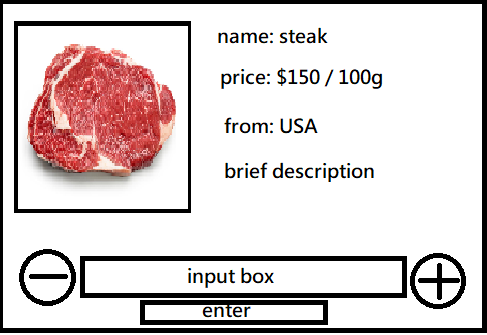 name: steak
price: $150 / 100g
from: USA
brief description
input box
enter